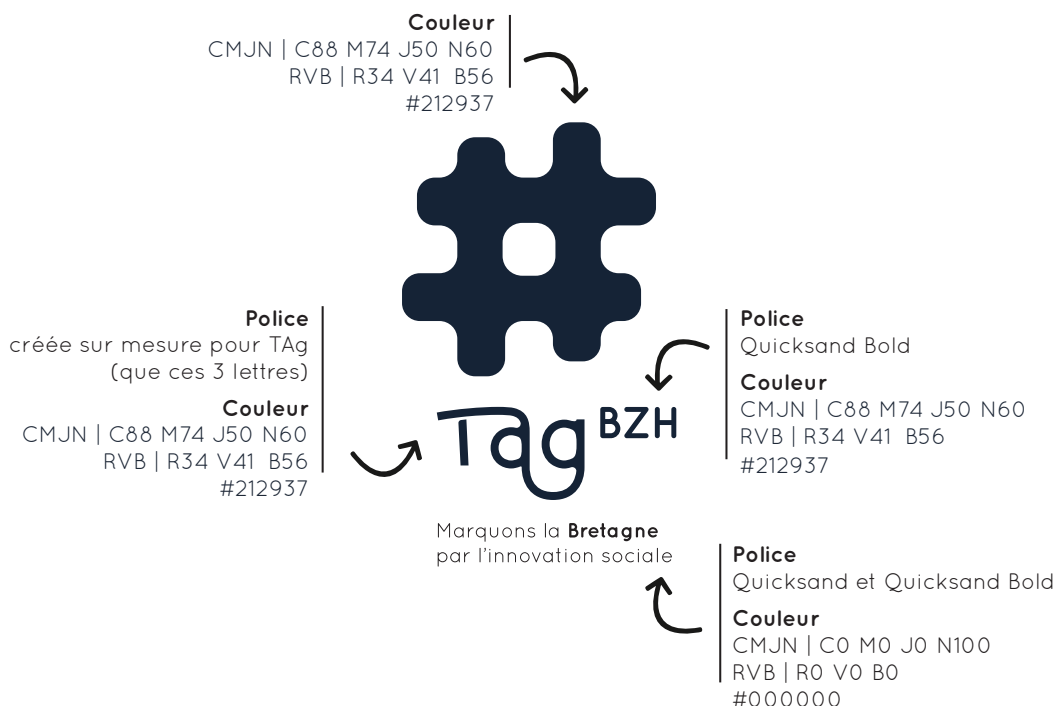 Couleur
CMJN | C88 M74 J50 N60
RVB | R34 V41 B56
#212937
Police
créée sur mesure pour TAg
(que ces 3 lettres)
Couleur
CMJN | C88 M74 J50 N60
RVB | R34 V41 B56
#212937
Police
Quicksand Bold
Couleur
CMJN | C88 M74 J50 N60
RVB | R34 V41 B56
#212937
#
Tag BZH
Marquons la Bretagne
par l'innovation sociale
Police
Quicksand et Quicksand Bold
Couleur
CMJN | C0 M0 J0 N100
RVB | R0 V0 B0
#000000